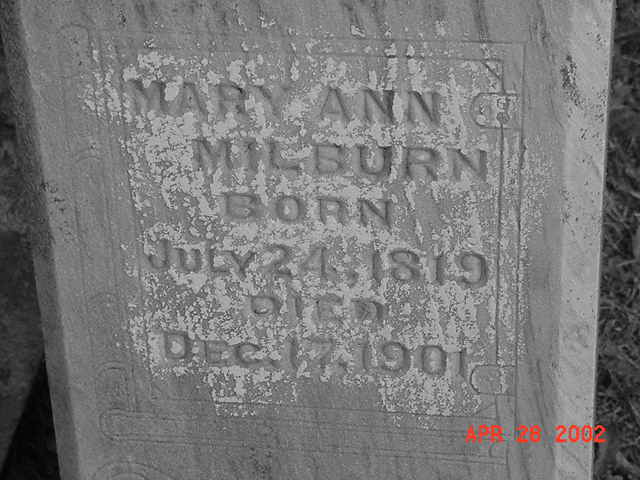 MARY ANN
MILBURN
BORN
JULY 24, 1819
DIED
DEC. 17, 1901
APR 28 2002